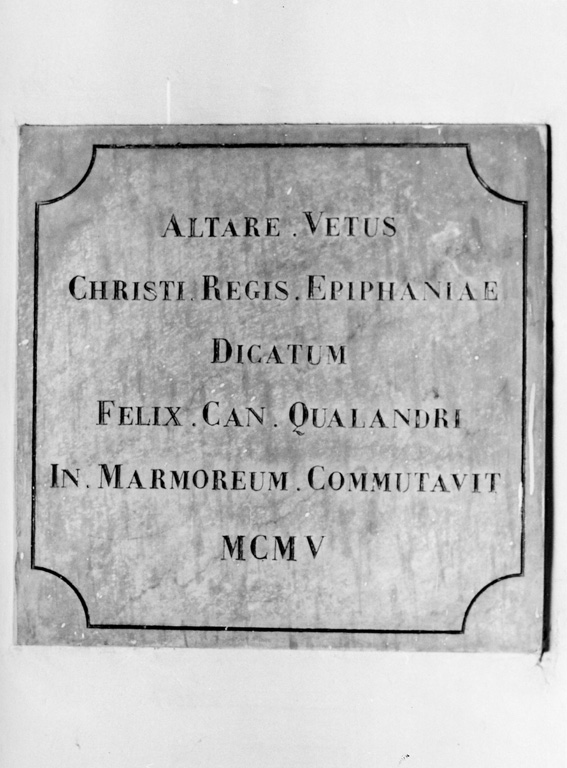 ALTARE . VETUS
CHRISTI . REGIS . EPIPHANIAE
DICATUM
FELIX . CAN . QUALANDRI
IN . MARMOREUM . COMMUTAVIT
MCMV